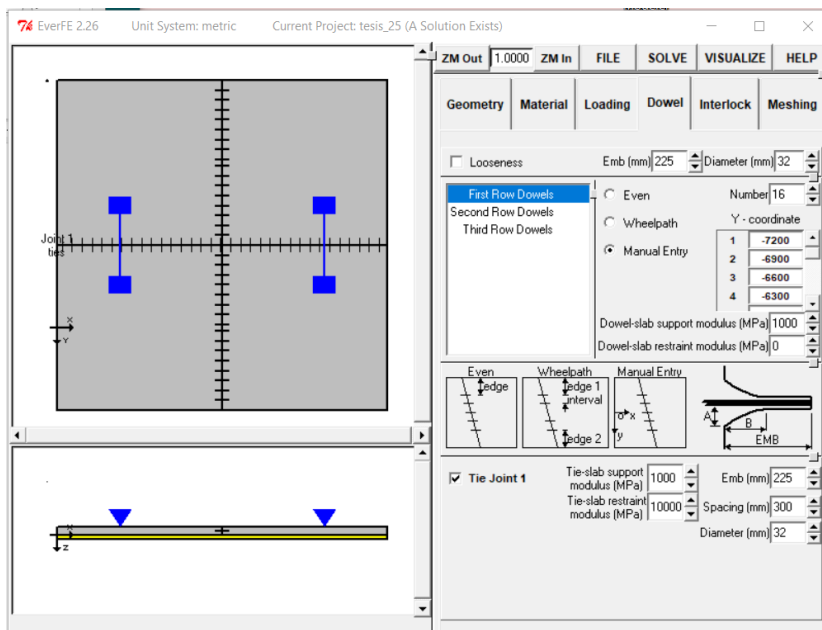 EverFE 2.26 Unit System: metric Current Project: tesis_25 (A Solution Exists)
ZM Out 1.0000 ZM In FILE SOLVE VISUALIZE HELP
Geometry Material Loading Dowel Interlock Meshing
Looseness Emb (mm) 225 Diameter (mm) 32
First Row Dowels
Second Row Dowels
Third Row Dowels
Even
Wheelpath
Manual Entry
Number 16
Y - coordinate
1 -7200
2 -6900
3 -6600
4 -6300
Dowel-slab support modulus (MPa) 1000
Dowel-slab restraint modulus (MPa) 0
Joint 1
ties
X
Y
Even Wheelpath Manual Entry
edge
edge 1
interval
edge 2
o x
y
A
B
EMB
Tie Joint 1
Tie-slab support
modulus (MPa) 1000
Tie-slab restraint
modulus (MPa) 10000
Emb (mm) 225
Spacing (mm) 300
Diameter (mm) 32
X
Z